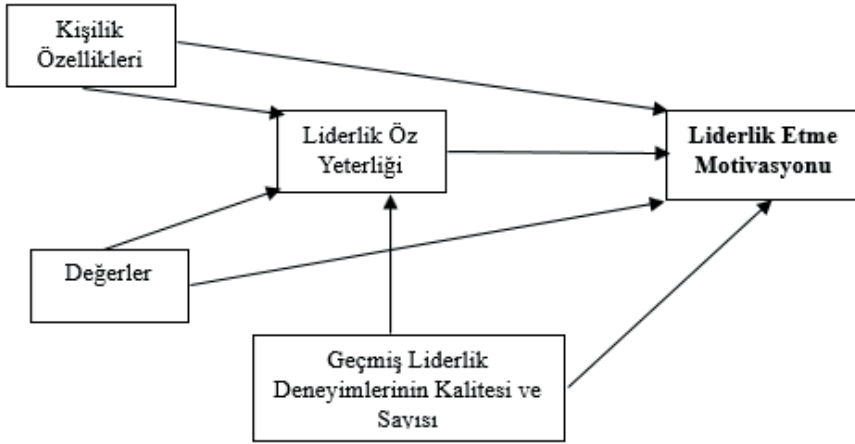 Kişilik
Özellikleri
Liderlik Öz
Yeterliği
Liderlik Etme
Motivasyonu
Değerler
Geçmiş Liderlik
Deneyimlerinin Kalitesi ve
Sayısı